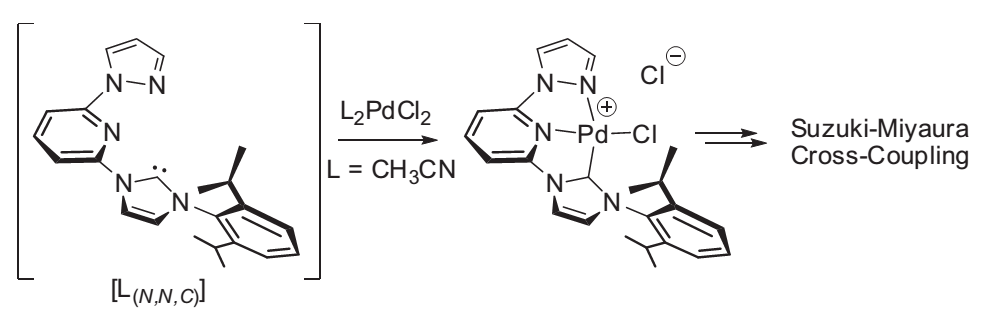 N
N
N
N
N
[L(N,N,C)]
L2PdCl2
L = CH3CN
N
N
Cl⊖
⊕
N
Pd
Cl
N
N
Suzuki-Miyaura
Cross-Coupling